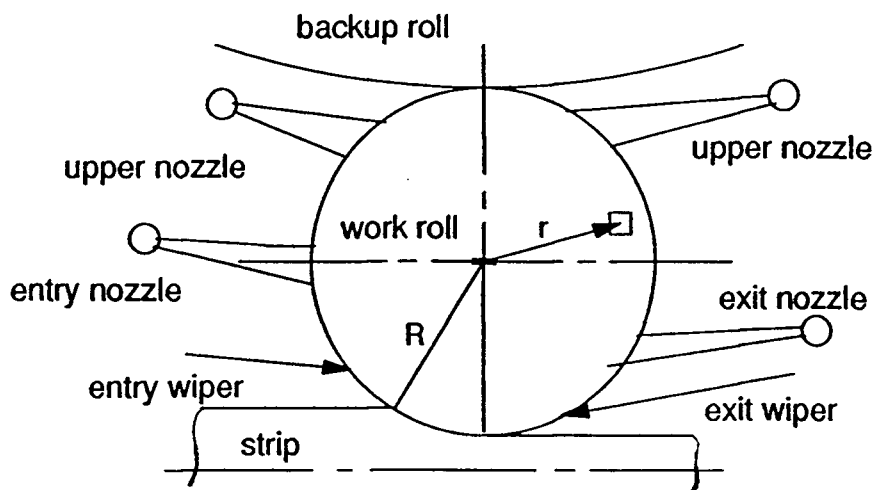 backup roll
upper nozzle
upper nozzle
work roll
r
entry nozzle
exit nozzle
R
entry wiper
exit wiper
strip